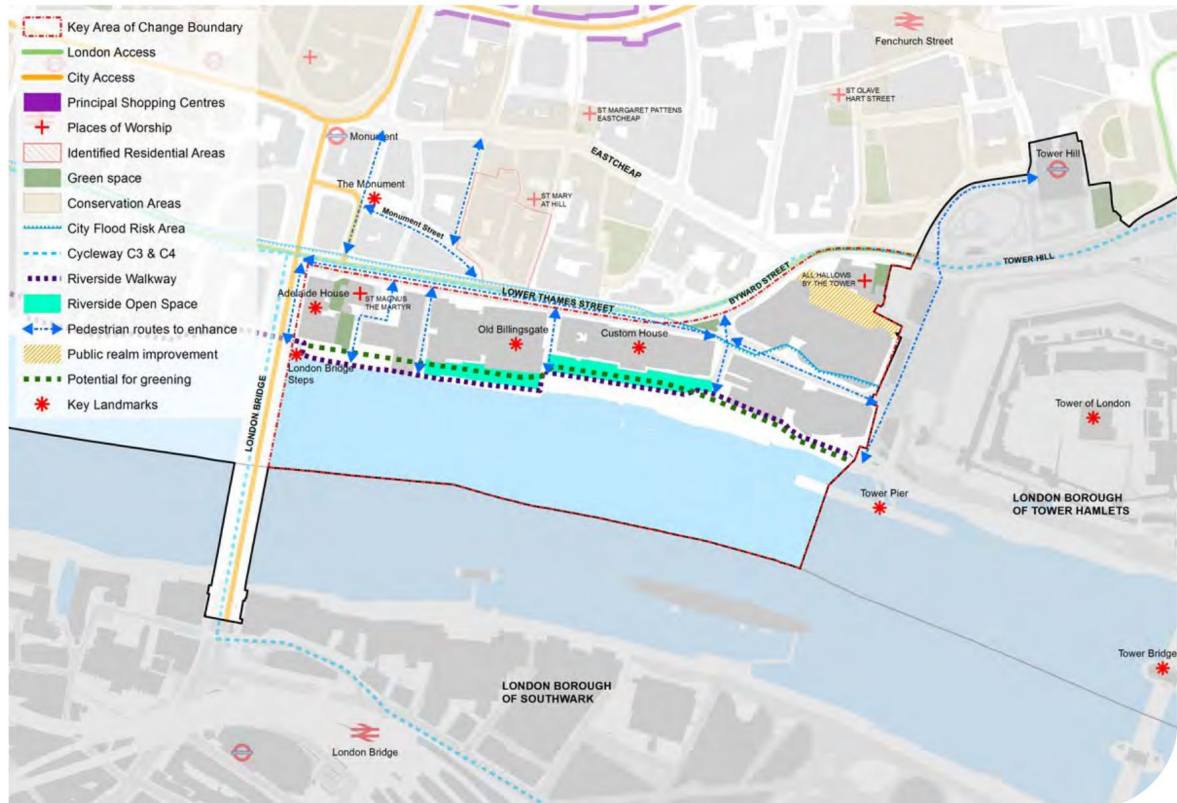 Key Area of Change Boundary
London Access
City Access
Principal Shopping Centres
Places of Worship
Identified Residential Areas
Green space
Conservation Areas
City Flood Risk Area
Cycleway C3 & C4
Riverside Walkway
Riverside Open Space
Pedestrian routes to enhance
Public realm improvement
Potential for greening
Key Landmarks
Fenchurch Street
ST OLAVE
HART STREET
ST MARGARET PATTENS
EASTCHEAP
Monument
EASTCHEAP
Tower Hill
The Monument
ST MARY
AT HILL
Monument Street
TOWER HILL
BYWARD STREET
ALL HALLOWS
BY THE TOWER
LOWER THAMES STREET
Adelaide House
ST MAGNUS
THE MARTYR
Old Billingsgate
Custom House
London Bridge
Steps
LONDON BRIDGE
Tower of London
Tower Pier
LONDON BOROUGH
OF TOWER HAMLETS
Tower Bridge
LONDON BOROUGH
OF SOUTHWARK
London Bridge